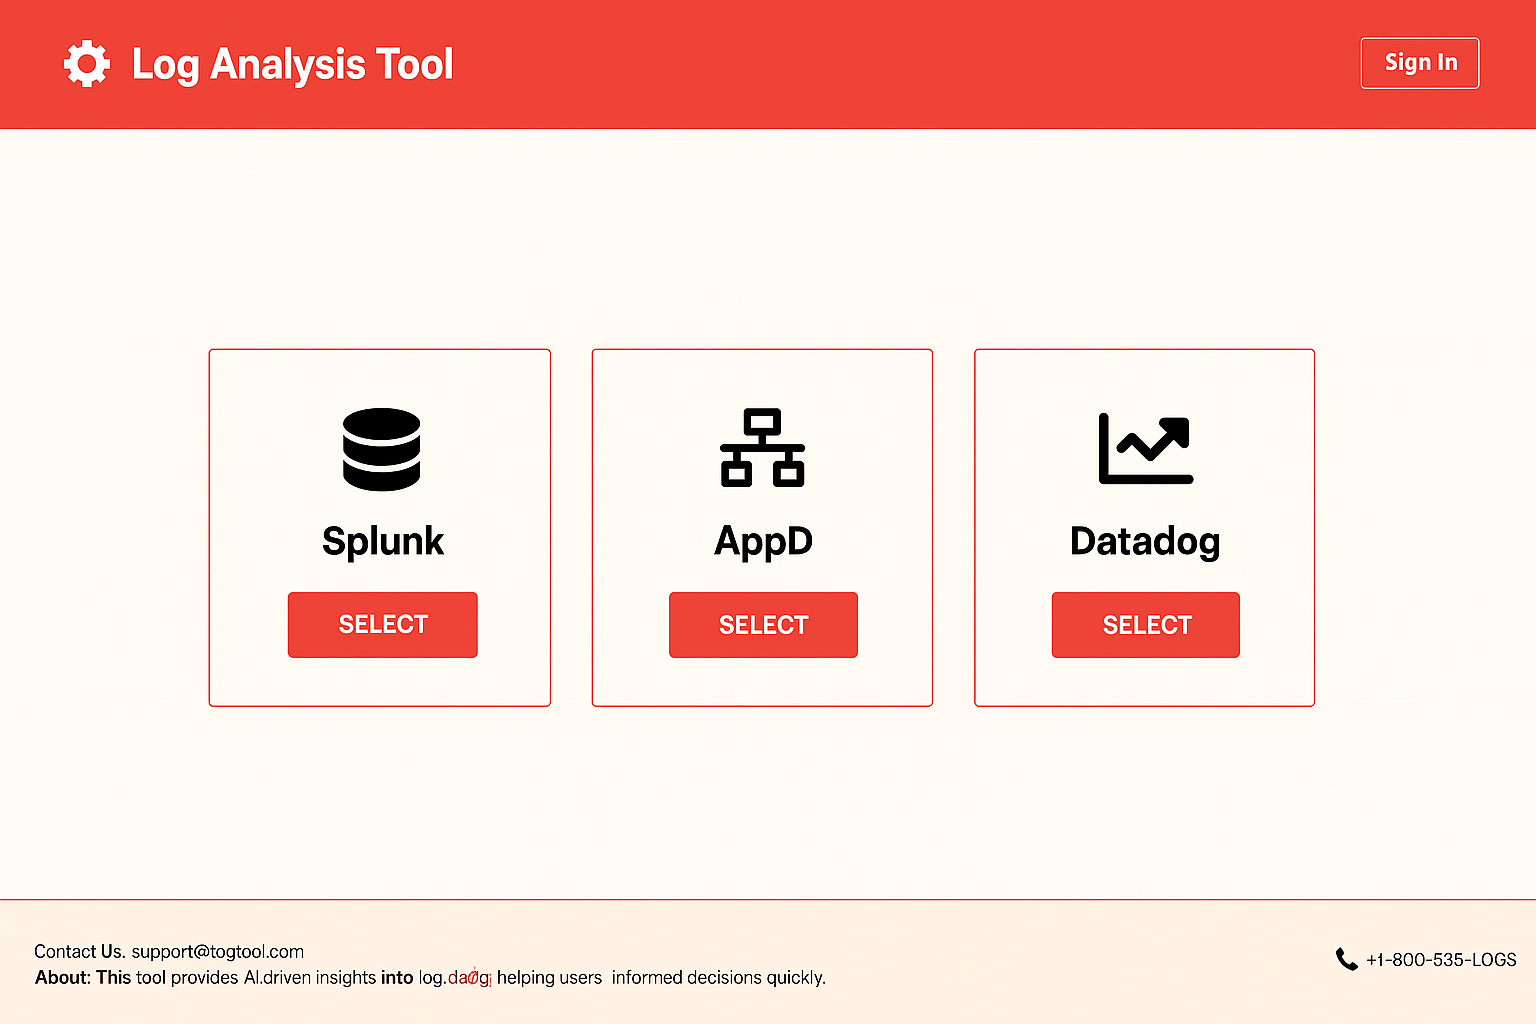 Log Analysis Tool
Sign In
Splunk
AppD
Datadog
SELECT
SELECT
SELECT
Contact Us. support@togtool.com
About: This tool provides AI.driven insights into log. helping users informed decisions quickly.
+1-800-535-LOGS